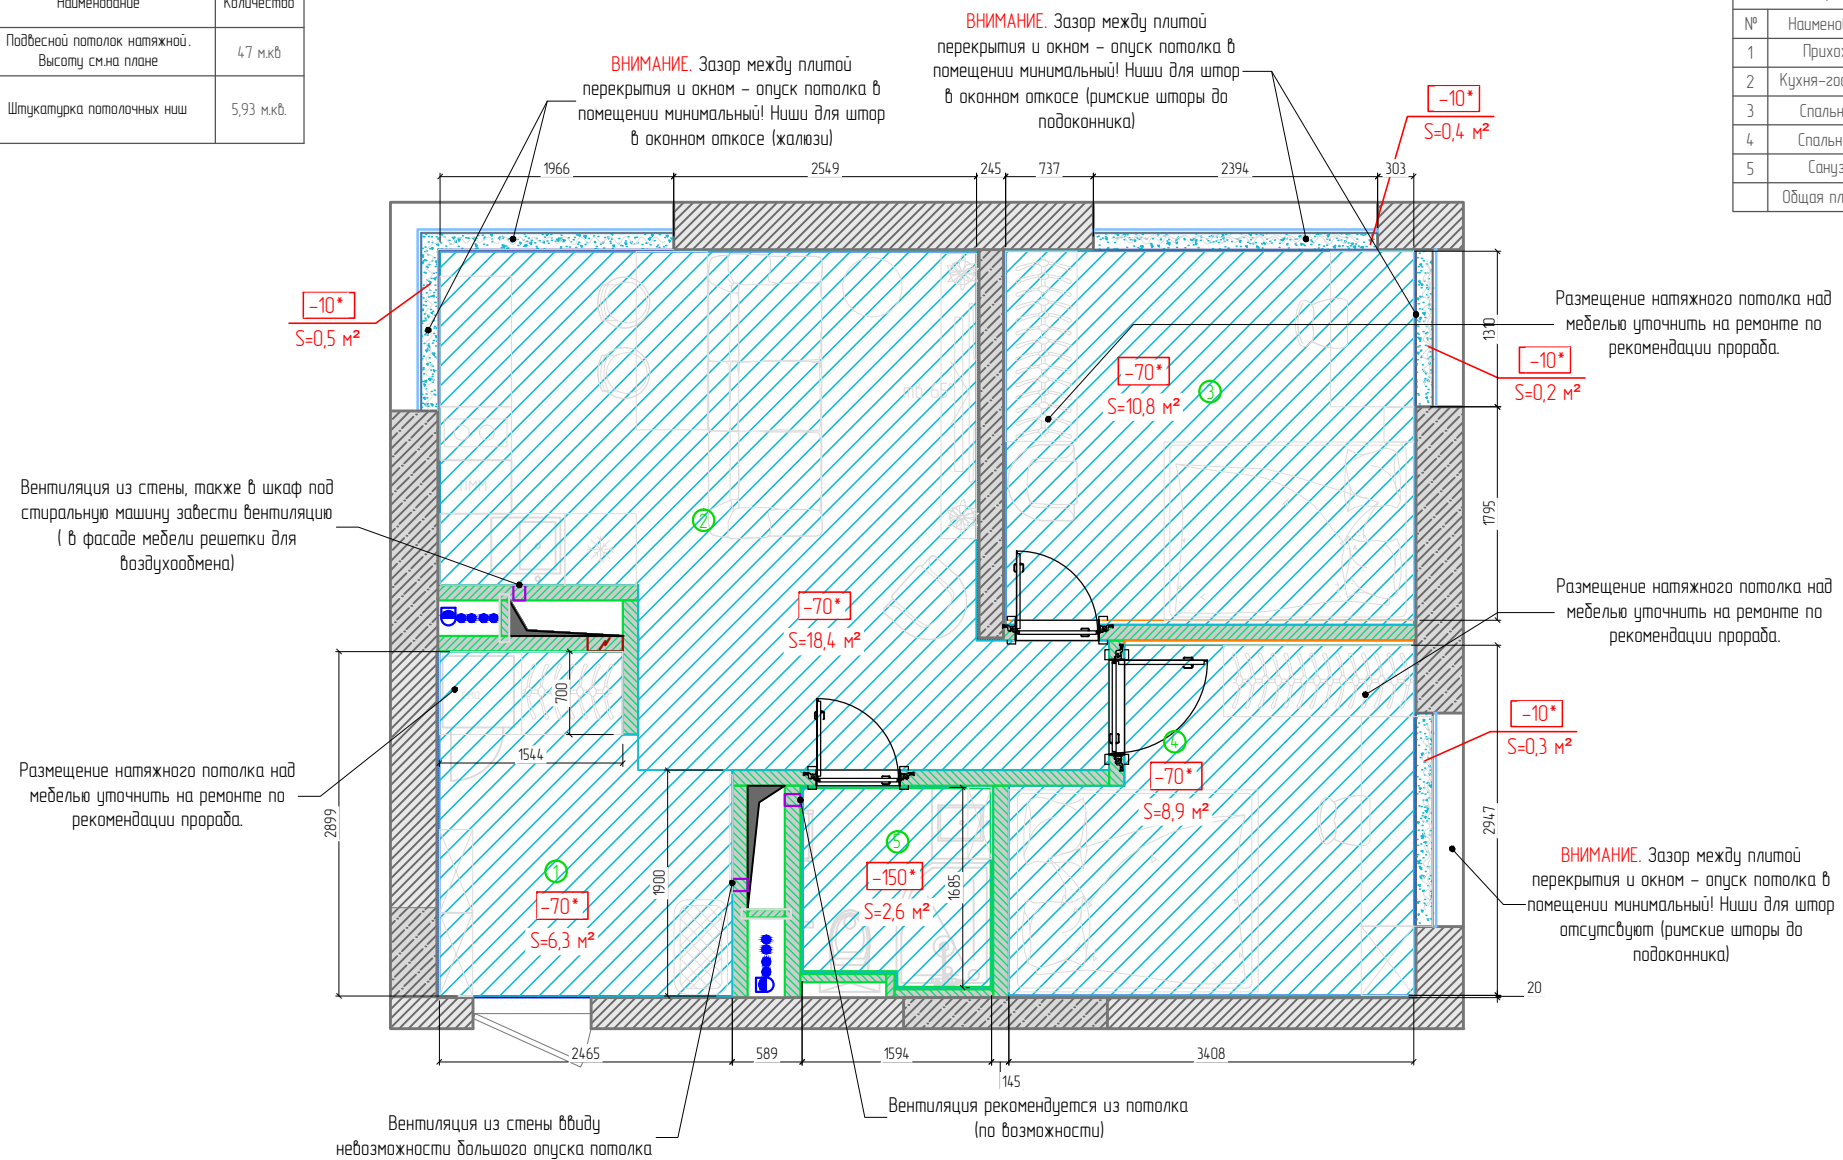 Наименование Количество
Подвесной потолок натяжной.
Высоту см.на плане
47 м.кв
Штукатурка потолочных ниш 5,93 м.кв.
ВНИМАНИЕ. Зазор между плитой
перекрытия и окном – опуск потолка в
помещении минимальный! Ниши для штор
в оконном откосе (жалюзи)
ВНИМАНИЕ. Зазор между плитой
перекрытия и окном – опуск потолка в
помещении минимальный! Ниши для штор
в оконном откосе (римские шторы до
подоконника)
№
1
2
3
4
5
-10*
S=0,4 м²
1966 2549 245 737 2394 303
-10*
S=0,5 м²
1310
Размещение натяжного потолка над
мебелью уточнить на ремонте по
рекомендации прораба.
-10*
S=0,2 м²
-70*
S=10,8 м²
3
Вентиляция из стены, также в шкаф под
стиральную машину завести вентиляцию
( в фасаде мебели решетки для
воздухообмена)
2
1795
-70*
S=18,4 м²
Размещение натяжного потолка над
мебелью уточнить на ремонте по
рекомендации прораба.
700
1544
-10*
S=0,3 м²
4
-70*
S=8,9 м²
Размещение натяжного потолка над
мебелью уточнить на ремонте по
рекомендации прораба.
2899
2947
1
-70*
S=6,3 м²
1900
5
-150*
S=2,6 м²
1685
ВНИМАНИЕ. Зазор между плитой
перекрытия и окном – опуск потолка в
помещении минимальный! Ниши для штор
отсутсвуют (римские шторы до
подоконника)
20
2465 589 1594 3408
145
Вентиляция из стены ввиду
невозможности большого опуска потолка
Вентиляция рекомендуется из потолка
(по возможности)